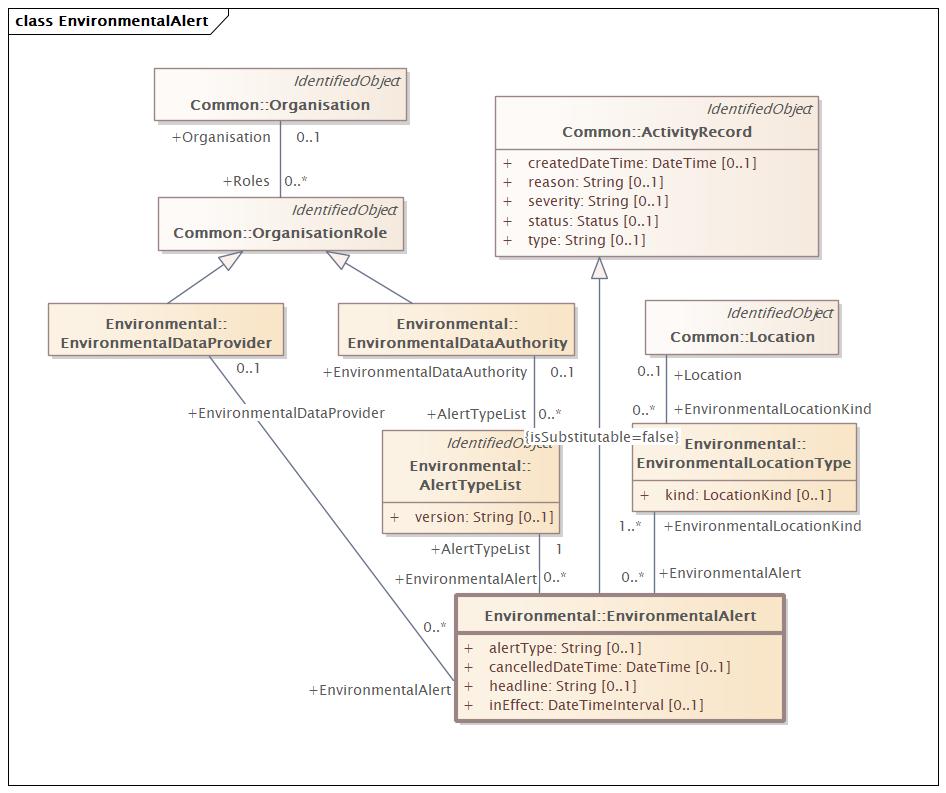 class EnvironmentalAlert
IdentifiedObject
Common::Organisation
+Organisation 0..1
+Roles 0..*
IdentifiedObject
Common::OrganisationRole
IdentifiedObject
Common::ActivityRecord
+ createdDateTime: DateTime [0..1]
+ reason: String [0..1]
+ severity: String [0..1]
+ status: Status [0..1]
+ type: String [0..1]
Environmental::
EnvironmentalDataProvider
0..1
+EnvironmentalDataProvider
Environmental::
EnvironmentalDataAuthority
+EnvironmentalDataAuthority 0..1
+AlertTypeList 0..*
IdentifiedObject
Common::Location
0..1 +Location
0..* +EnvironmentalLocationKind
{isSubstitutable=false}
Environmental::
AlertTypeList
+ version: String [0..1]
+AlertTypeList 1
+EnvironmentalAlert 0..*
Environmental::
EnvironmentalLocationType
+ kind: LocationKind [0..1]
1..* +EnvironmentalLocationKind
0..* +EnvironmentalAlert
0..*
+EnvironmentalAlert
Environmental::EnvironmentalAlert
+ alertType: String [0..1]
+ cancelledDateTime: DateTime [0..1]
+ headline: String [0..1]
+ inEffect: DateTimeInterval [0..1]